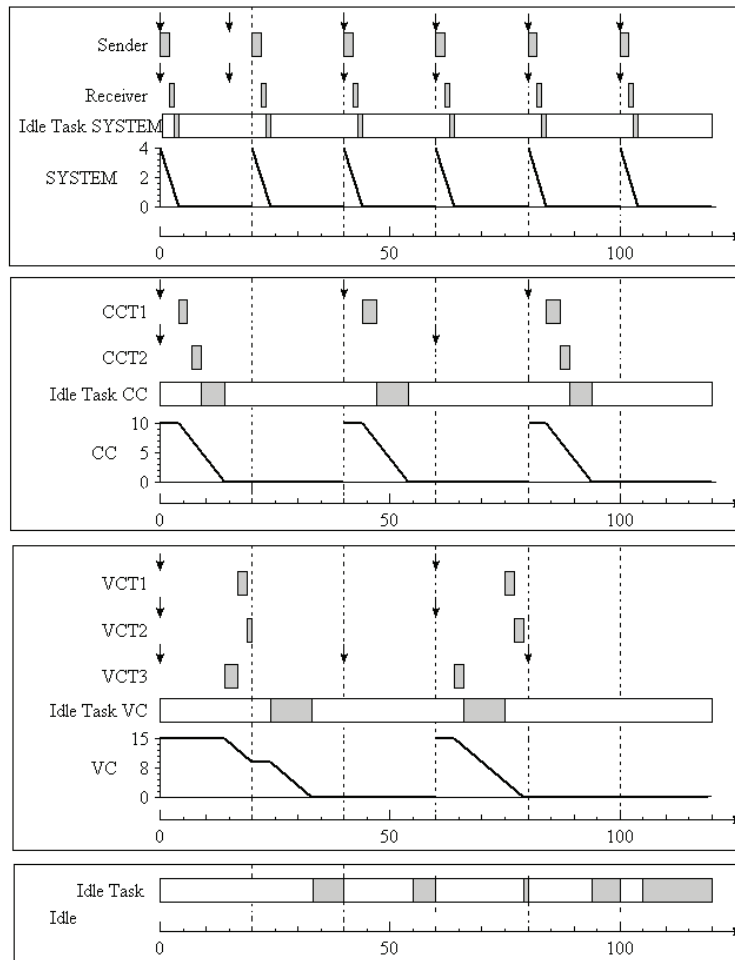 Sender
Receiver
Idle Task SYSTEM
4
SYSTEM 2
0
0 50 100
CCT1
CCT2
Idle Task CC
10
CC 5
0
0 50 100
VCT1
VCT2
VCT3
Idle Task VC
15
VC 8
0
0 50 100
Idle Task
Idle
0 50 100